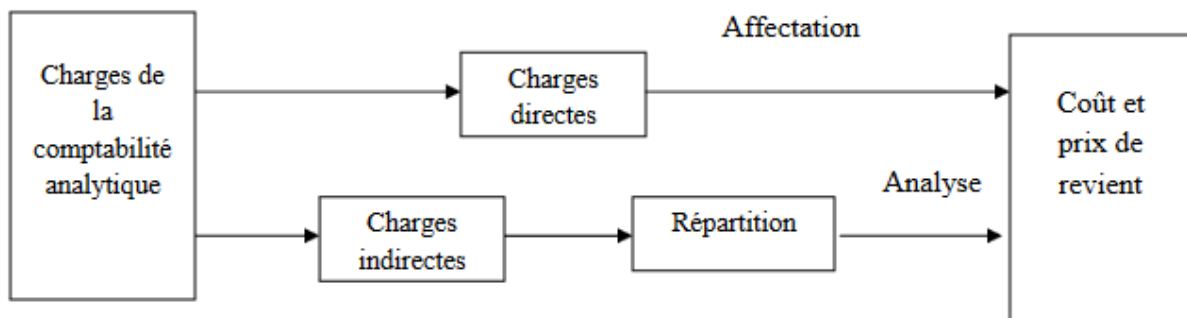 Affectation
Charges de
la
comptabilité
analytique
Charges
directes
Coût et
prix de
revient
Analyse
Charges
indirectes
Répartition